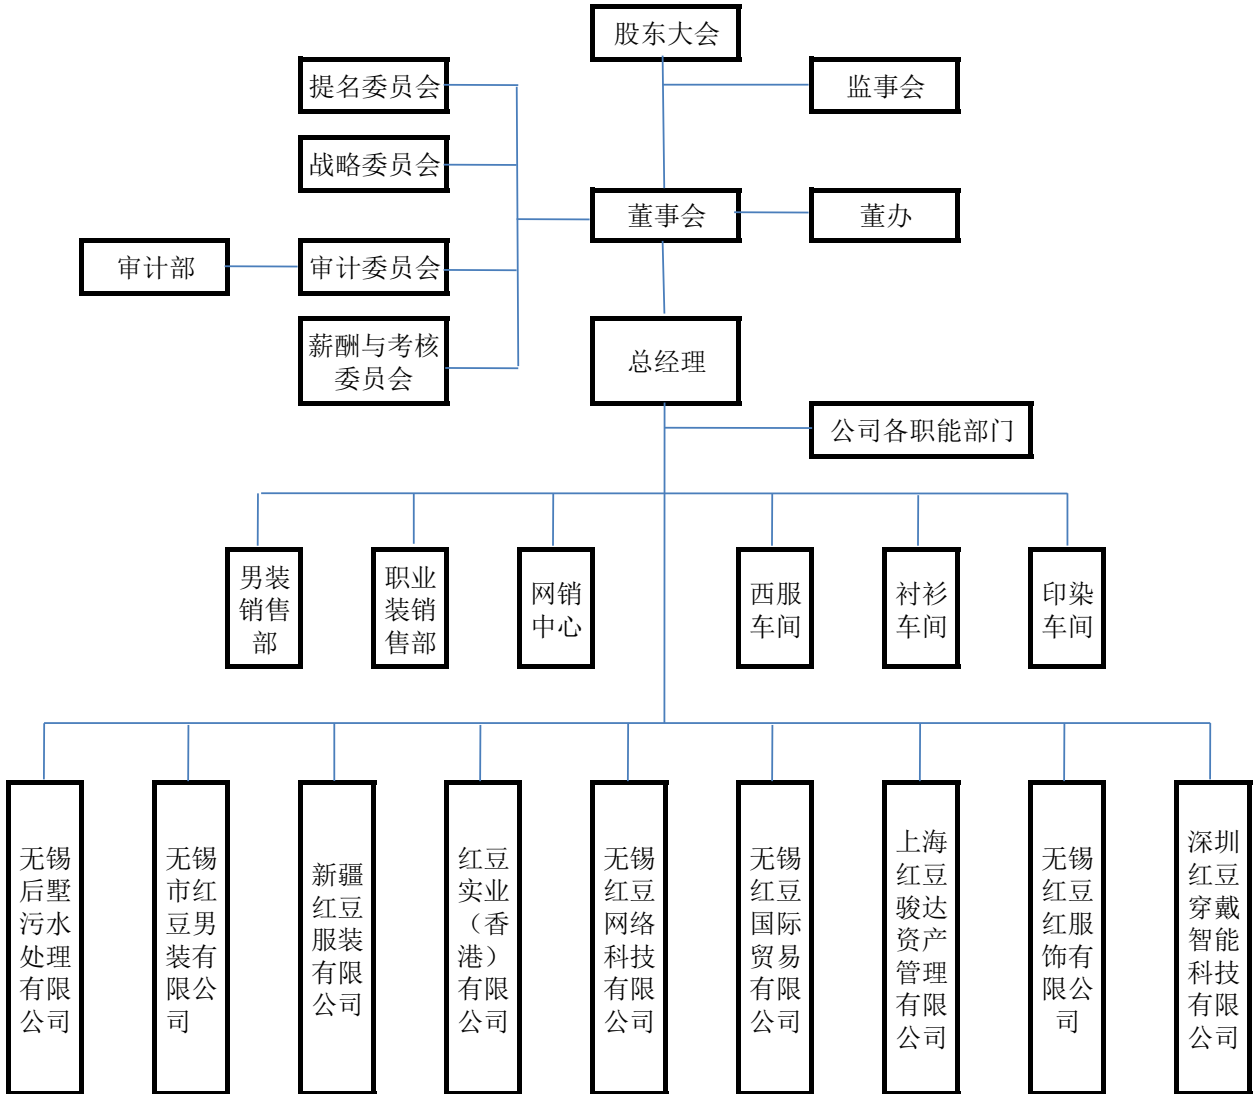 股东大会
提名委员会
监事会
战略委员会
董事会
董办
审计部
审计委员会
薪酬与考核
委员会
总经理
公司各职能部门
男装
销售
部
职业
装销
售部
网销
中心
西服
车间
衬衫
车间
印染
车间
无锡
后墅
污水
处理
有限
公司
无锡
市红
豆男
装有
限公
司
新疆
红豆
服装
有限
公司
红豆
实业
（香
港）
有限
公司
无锡
红豆
网络
科技
有限
公司
无锡
红豆
国际
贸易
有限
公司
上海
红豆
骏达
资产
管理
有限
公司
无锡
红豆
红服
饰有
限公
司
深圳
红豆
穿戴
智能
科技
有限
公司